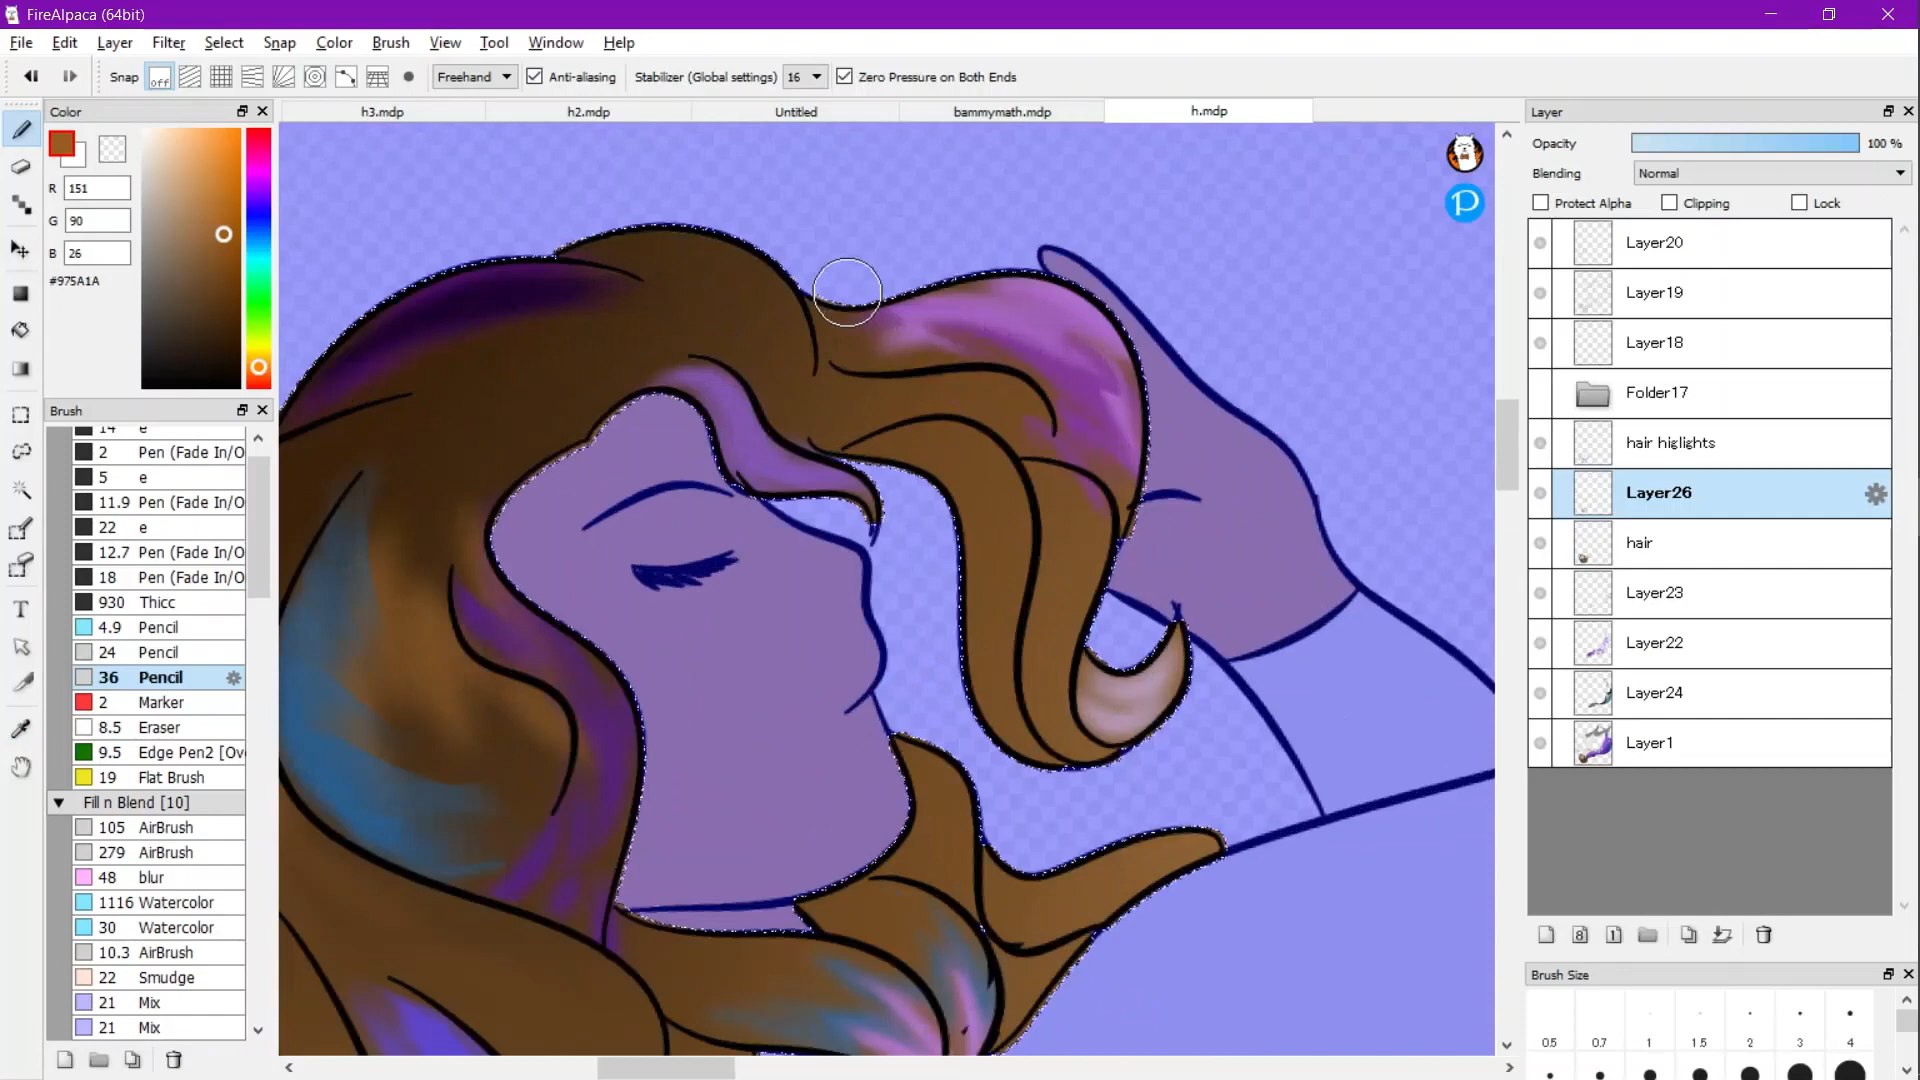 FireAlpaca (64bit)
File Edit Layer Filter Select Snap Color Brush View Tool Window Help
Snap off Freehand Anti-aliasing Stabilizer (Global settings) 16 Zero Pressure on Both Ends
Color
R 151
G 90
B 26
#975A1A
Brush
14 e
2 Pen (Fade In/O
5 e
11.9 Pen (Fade In/O
22 e
12.7 Pen (Fade In/O
18 Pen (Fade In/O
930 Thicc
4.9 Pencil
24 Pencil
36 Pencil
2 Marker
8.5 Eraser
9.5 Edge Pen2 [Ov
19 Flat Brush
Fill n Blend [10]
105 AirBrush
279 AirBrush
48 blur
1116 Watercolor
30 Watercolor
10.3 AirBrush
22 Smudge
21 Mix
21 Mix
h3.mdp h2.mdp Untitled bammymath.mdp h.mdp
P
Layer
Opacity 100 %
Blending Normal
Protect Alpha Clipping Lock
Layer20
Layer19
Layer18
Folder17
hair higlights
Layer26
hair
Layer23
Layer22
Layer24
Layer1
8 1
Brush Size
0.5 0.7 1 1.5 2 3 4
T